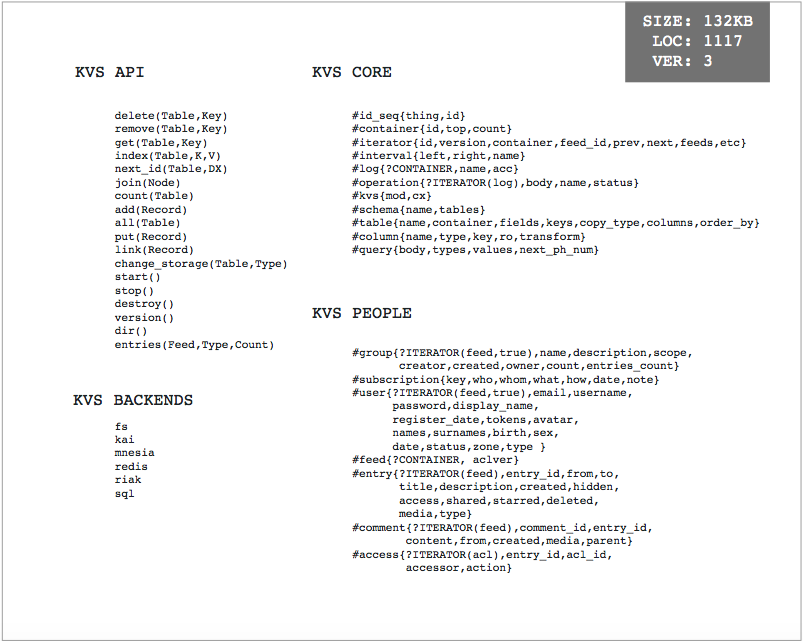 SIZE: 132KB
LOC: 1117
VER: 3
KVS API
delete(Table,Key)
remove(Table,Key)
get(Table,Key)
index(Table,K,V)
next_id(Table,DX)
join(Node)
count(Table)
add(Record)
all(Table)
put(Record)
link(Record)
change_storage(Table,Type)
start()
stop()
destroy()
version()
dir()
entries(Feed,Type,Count)
KVS BACKENDS
fs
kai
mnesia
redis
riak
sql
KVS CORE
#id_seq{thing,id}
#container{id,top,count}
#iterator{id,version,container,feed_id,prev,next,feeds,etc}
#interval{left,right,name}
#log{?CONTAINER,name,acc}
#operation{?ITERATOR(log),body,name,status}
#kvs{mod,cx}
#schema{name,tables}
#table{name,container,fields,keys,copy_type,columns,order_by}
#column{name,type,key,ro,transform}
#query{body,types,values,next_ph_num}
KVS PEOPLE
#group{?ITERATOR(feed,true),name,description,scope,
creator,created,owner,count,entries_count}
#subscription{key,who,whom,what,how,date,note}
#user{?ITERATOR(feed,true),email,username,
password,display_name,
register_date,tokens,avatar,
names,surnames,birth,sex,
date,status,zone,type }
#feed{?CONTAINER, aclver}
#entry{?ITERATOR(feed),entry_id,from,to,
title,description,created,hidden,
access,shared,starred,deleted,
media,type}
#comment{?ITERATOR(feed),comment_id,entry_id,
content,from,created,media,parent}
#access{?ITERATOR(acl),entry_id,acl_id,
accessor,action}